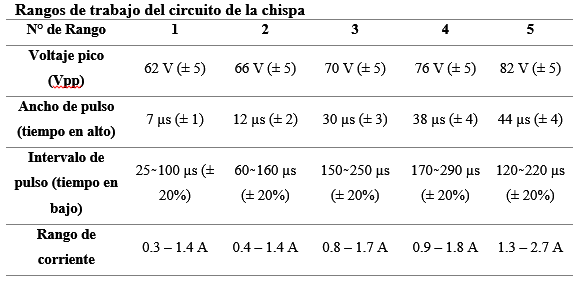 Rangos de trabajo del circuito de la chispa
N° de Rango 1 2 3 4 5
Voltaje pico
(Vpp) 62 V (± 5) 66 V (± 5) 70 V (± 5) 76 V (± 5) 82 V (± 5)
Ancho de pulso
(tiempo en alto) 7 µs (± 1) 12 µs (± 2) 30 µs (± 3) 38 µs (± 4) 44 µs (± 4)
Intervalo de
pulso (tiempo en
bajo) 25~100 µs (±
20%) 60~160 µs
(± 20%) 150~250 µs
(± 20%) 170~290 µs
(± 20%) 120~220 µs
(± 20%)
Rango de
corriente 0.3 – 1.4 A 0.4 – 1.4 A 0.8 – 1.7 A 0.9 – 1.8 A 1.3 – 2.7 A